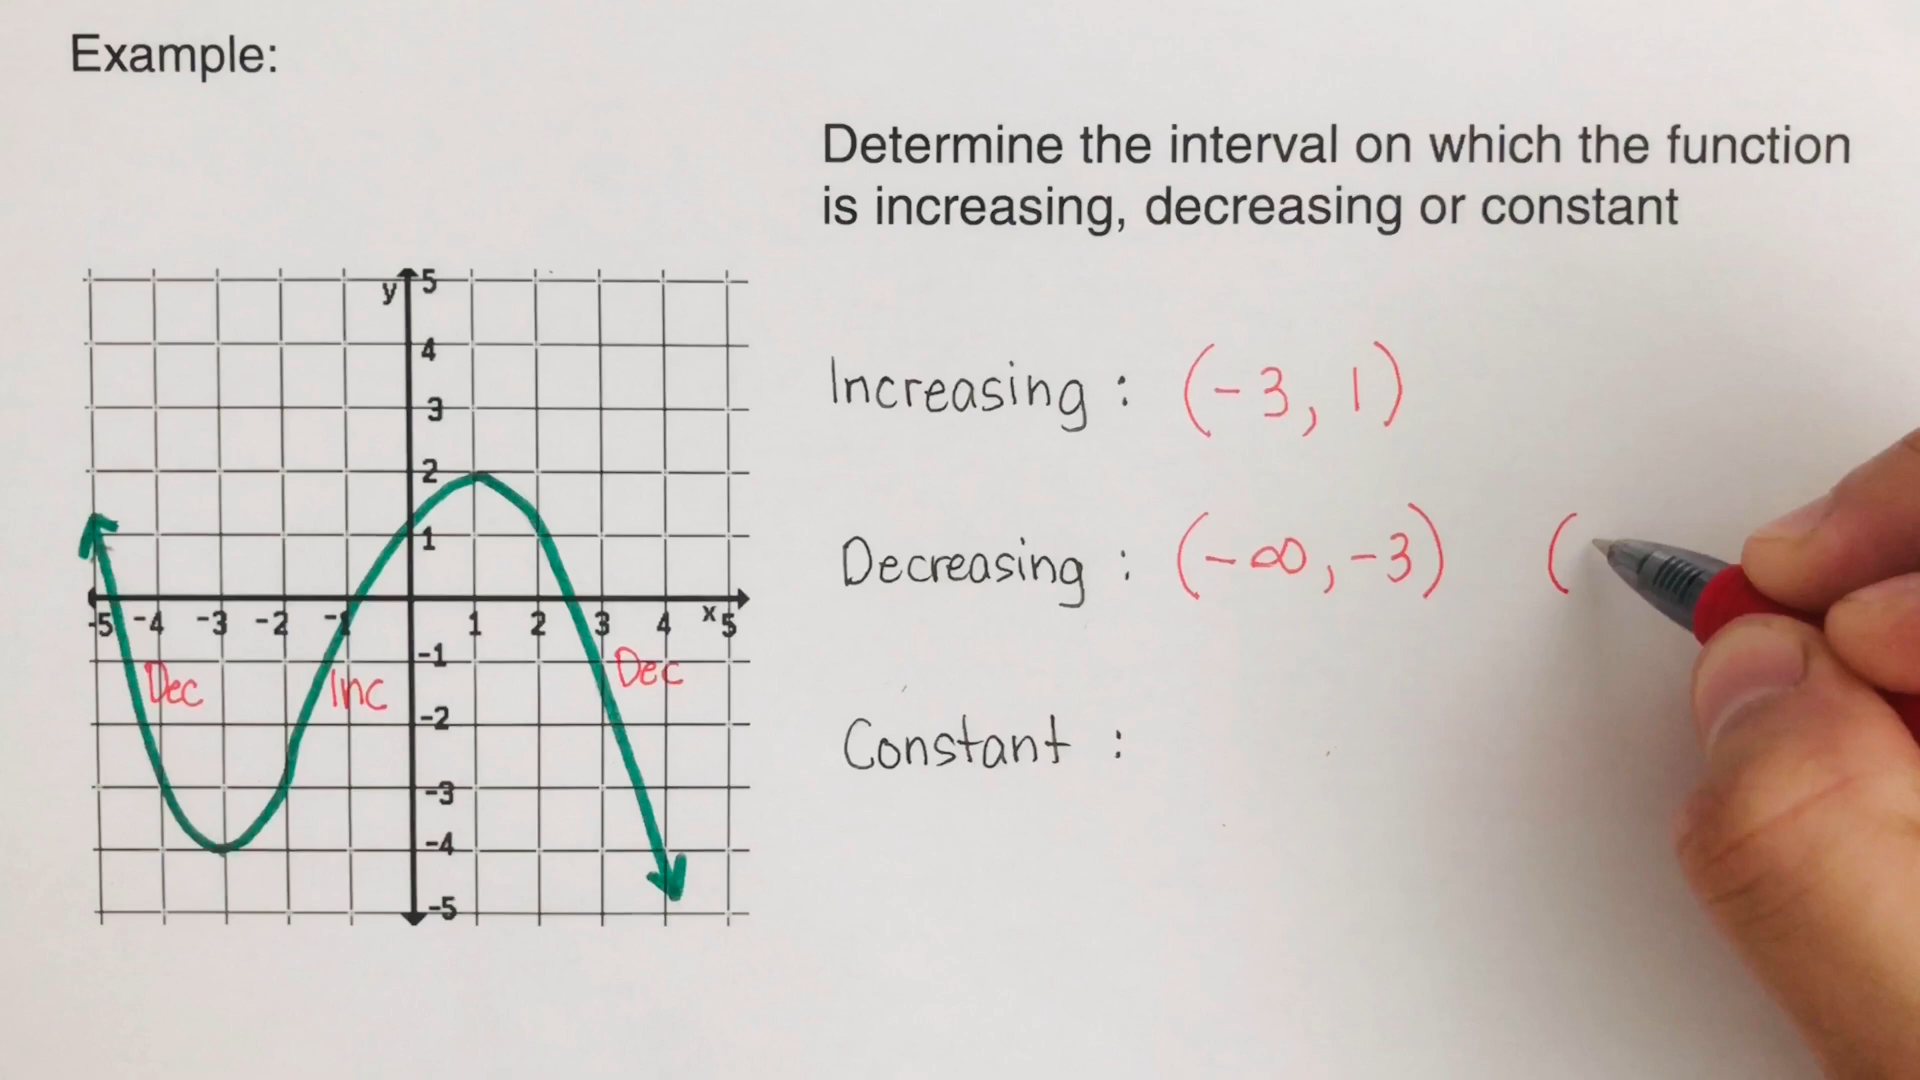 Example:
Determine the interval on which the function
is increasing, decreasing or constant
y
5
4
3
2
1
-5 -4 -3 -2 -1 1 2 3 4 x 5
-1
Dec Inc Dec
-2
-3
-4
-5
Increasing : (-3, 1)
Decreasing : (-∞, -3) (
Constant :